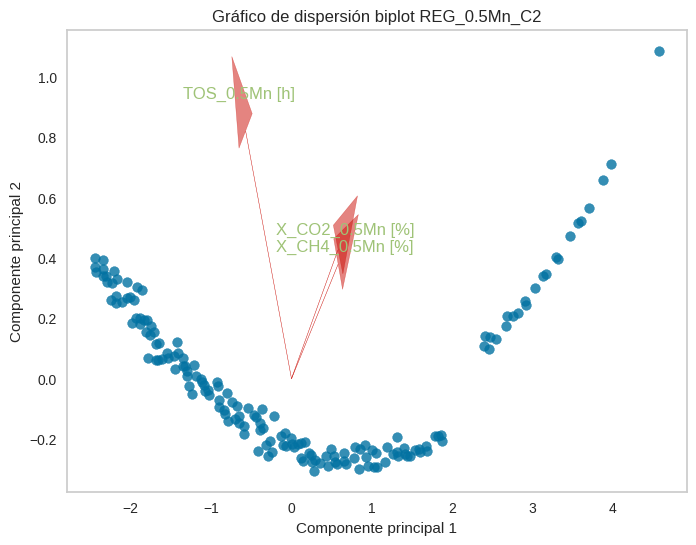 Gráfico de dispersión biplot REG_0.5Mn_C2
1.0
TOS_0.5Mn [h]
0.8
0.6
X_CO2_0.5Mn [%]
X_CH4_0.5Mn [%]
0.4
0.2
0.0
−0.2
Componente principal 2
−2
−1
0
1
2
3
4
Componente principal 1